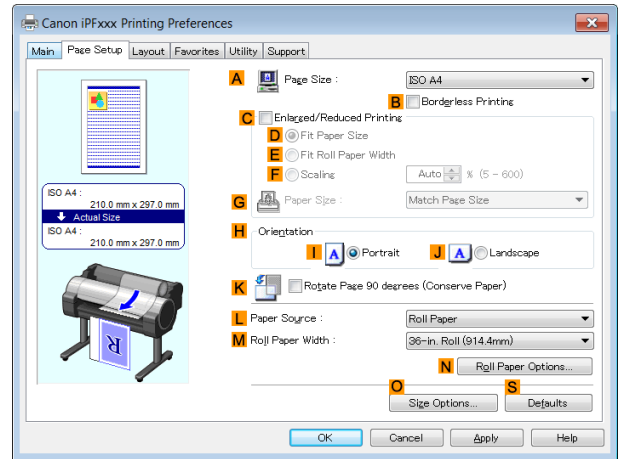 Canon iPFxxx Printing Preferences
Main Page Setup Layout Favorites Utility Support
A Page Size : ISO A4
B Borderless Printing
C Enlarged/Reduced Printing
D Fit Paper Size
E Fit Roll Paper Width
F Scaling Auto % (5 - 600)
G Paper Size : Match Page Size
ISO A4 :
210.0 mm x 297.0 mm
Actual Size
ISO A4 :
210.0 mm x 297.0 mm
H Orientation
I A Portrait J A Landscape
K Rotate Page 90 degrees (Conserve Paper)
R
L Paper Source : Roll Paper
M Roll Paper Width : 36-in. Roll (914.4mm)
N Roll Paper Options...
O S
Size Options... Defaults
OK Cancel Apply Help